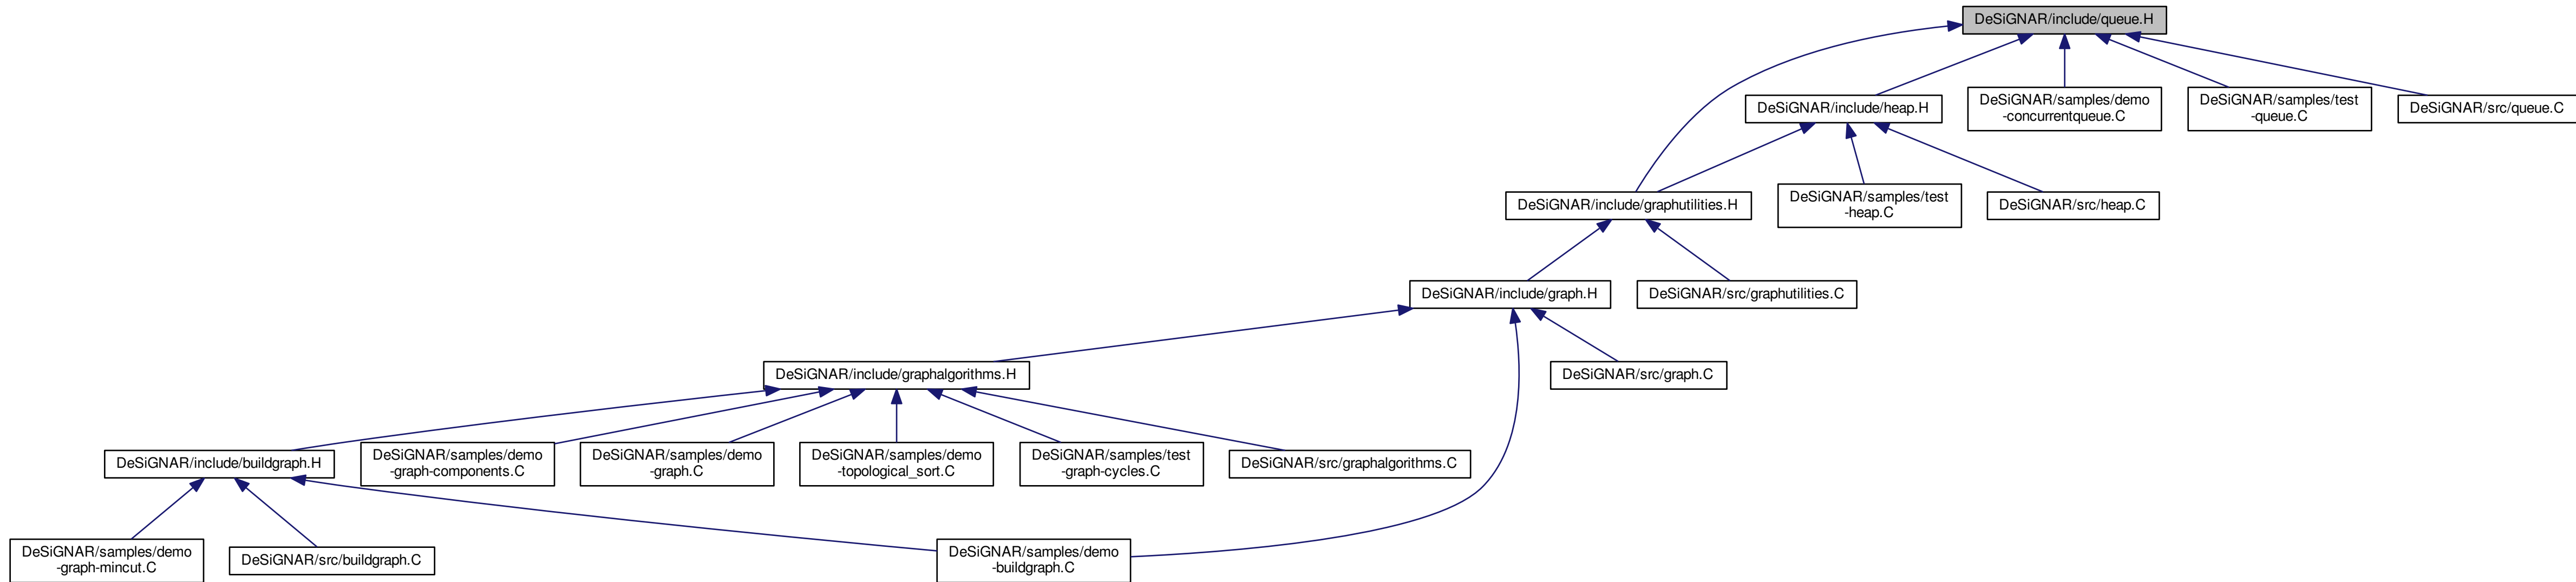 DeSiGNAR/include/queue.H
DeSiGNAR/include/heap.H
DeSiGNAR/samples/demo
-concurrentqueue.C
DeSiGNAR/samples/test
-queue.C
DeSiGNAR/src/queue.C
DeSiGNAR/include/graphutilities.H
DeSiGNAR/samples/test
-heap.C
DeSiGNAR/src/heap.C
DeSiGNAR/include/graph.H
DeSiGNAR/src/graphutilities.C
DeSiGNAR/include/graphalgorithms.H
DeSiGNAR/src/graph.C
DeSiGNAR/include/buildgraph.H
DeSiGNAR/samples/demo
-graph-components.C
DeSiGNAR/samples/demo
-graph.C
DeSiGNAR/samples/demo
-topological_sort.C
DeSiGNAR/samples/test
-graph-cycles.C
DeSiGNAR/src/graphalgorithms.C
DeSiGNAR/samples/demo
-graph-mincut.C
DeSiGNAR/src/buildgraph.C
DeSiGNAR/samples/demo
-buildgraph.C